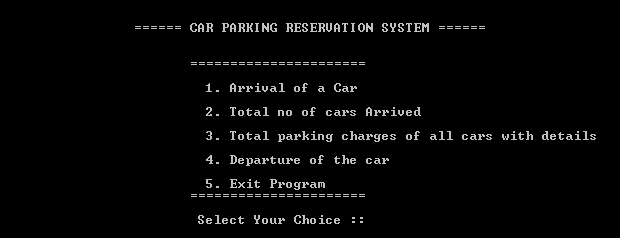 ====== CAR PARKING RESERVATION SYSTEM ======
======================
1. Arrival of a Car
2. Total no of cars Arrived
3. Total parking charges of all cars with details
4. Departure of the car
5. Exit Program
======================
Select Your Choice ::